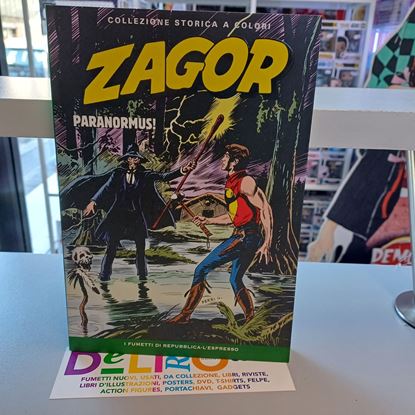 COLLEZIONE STORICA A COLORI
ZAGOR
PARANORMUS!
I FUMETTI DI REPUBBLICA-L'ESPRESSO
FUMETTI NUOVI, USATI, DA COLLEZIONE, LIBRI, RIVISTE,
LIBRI D'ILLUSTRAZIONI, POSTERS, DVD, T-SHIRTS, FELPE,
ACTION FIGURES, PORTACHIAVI, GADGETS